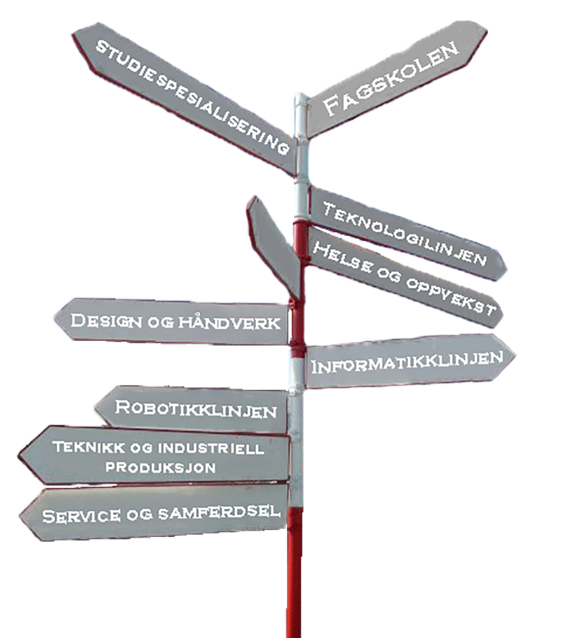 STUDIESPESIALISERING
FAGSKOLEN
TEKNOLOGILINJEN
HELSE OG OPPVEKST
DESIGN OG HÅNDVERK
INFORMATIKKLINJEN
ROBOTIKKLINJEN
TEKNIKK OG INDUSTRIELL
PRODUKSJON
SERVICE OG SAMFERDSEL